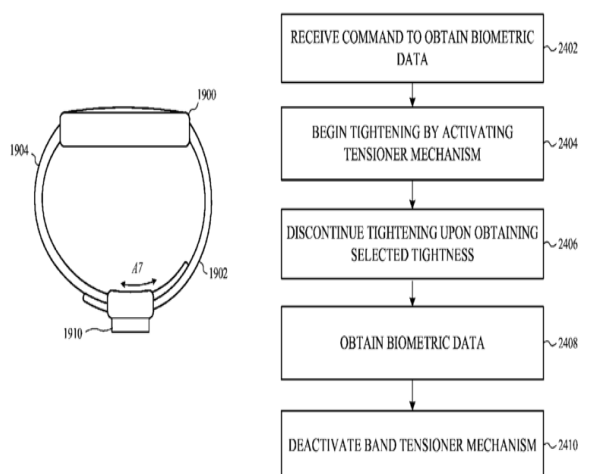 1900
1904
A7
1902
1910
RECEIVE COMMAND TO OBTAIN BIOMETRIC
DATA
2402
BEGIN TIGHTENING BY ACTIVATING
TENSIONER MECHANISM
2404
DISCONTINUE TIGHTENING UPON OBTAINING
SELECTED TIGHTNESS
2406
OBTAIN BIOMETRIC DATA
2408
DEACTIVATE BAND TENSIONER MECHANISM
2410